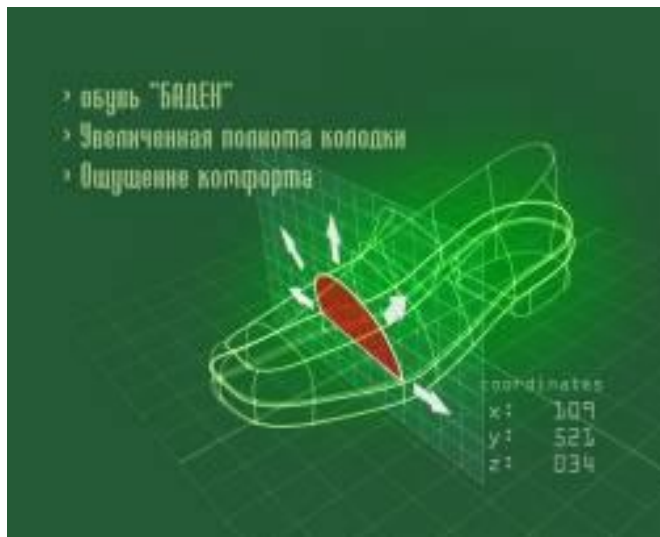 › обувь "БАДЕН"
› Увеличенная полнота колодки
› Ощущение комфорта
coordinates
x: 109
y: 521
z: 034